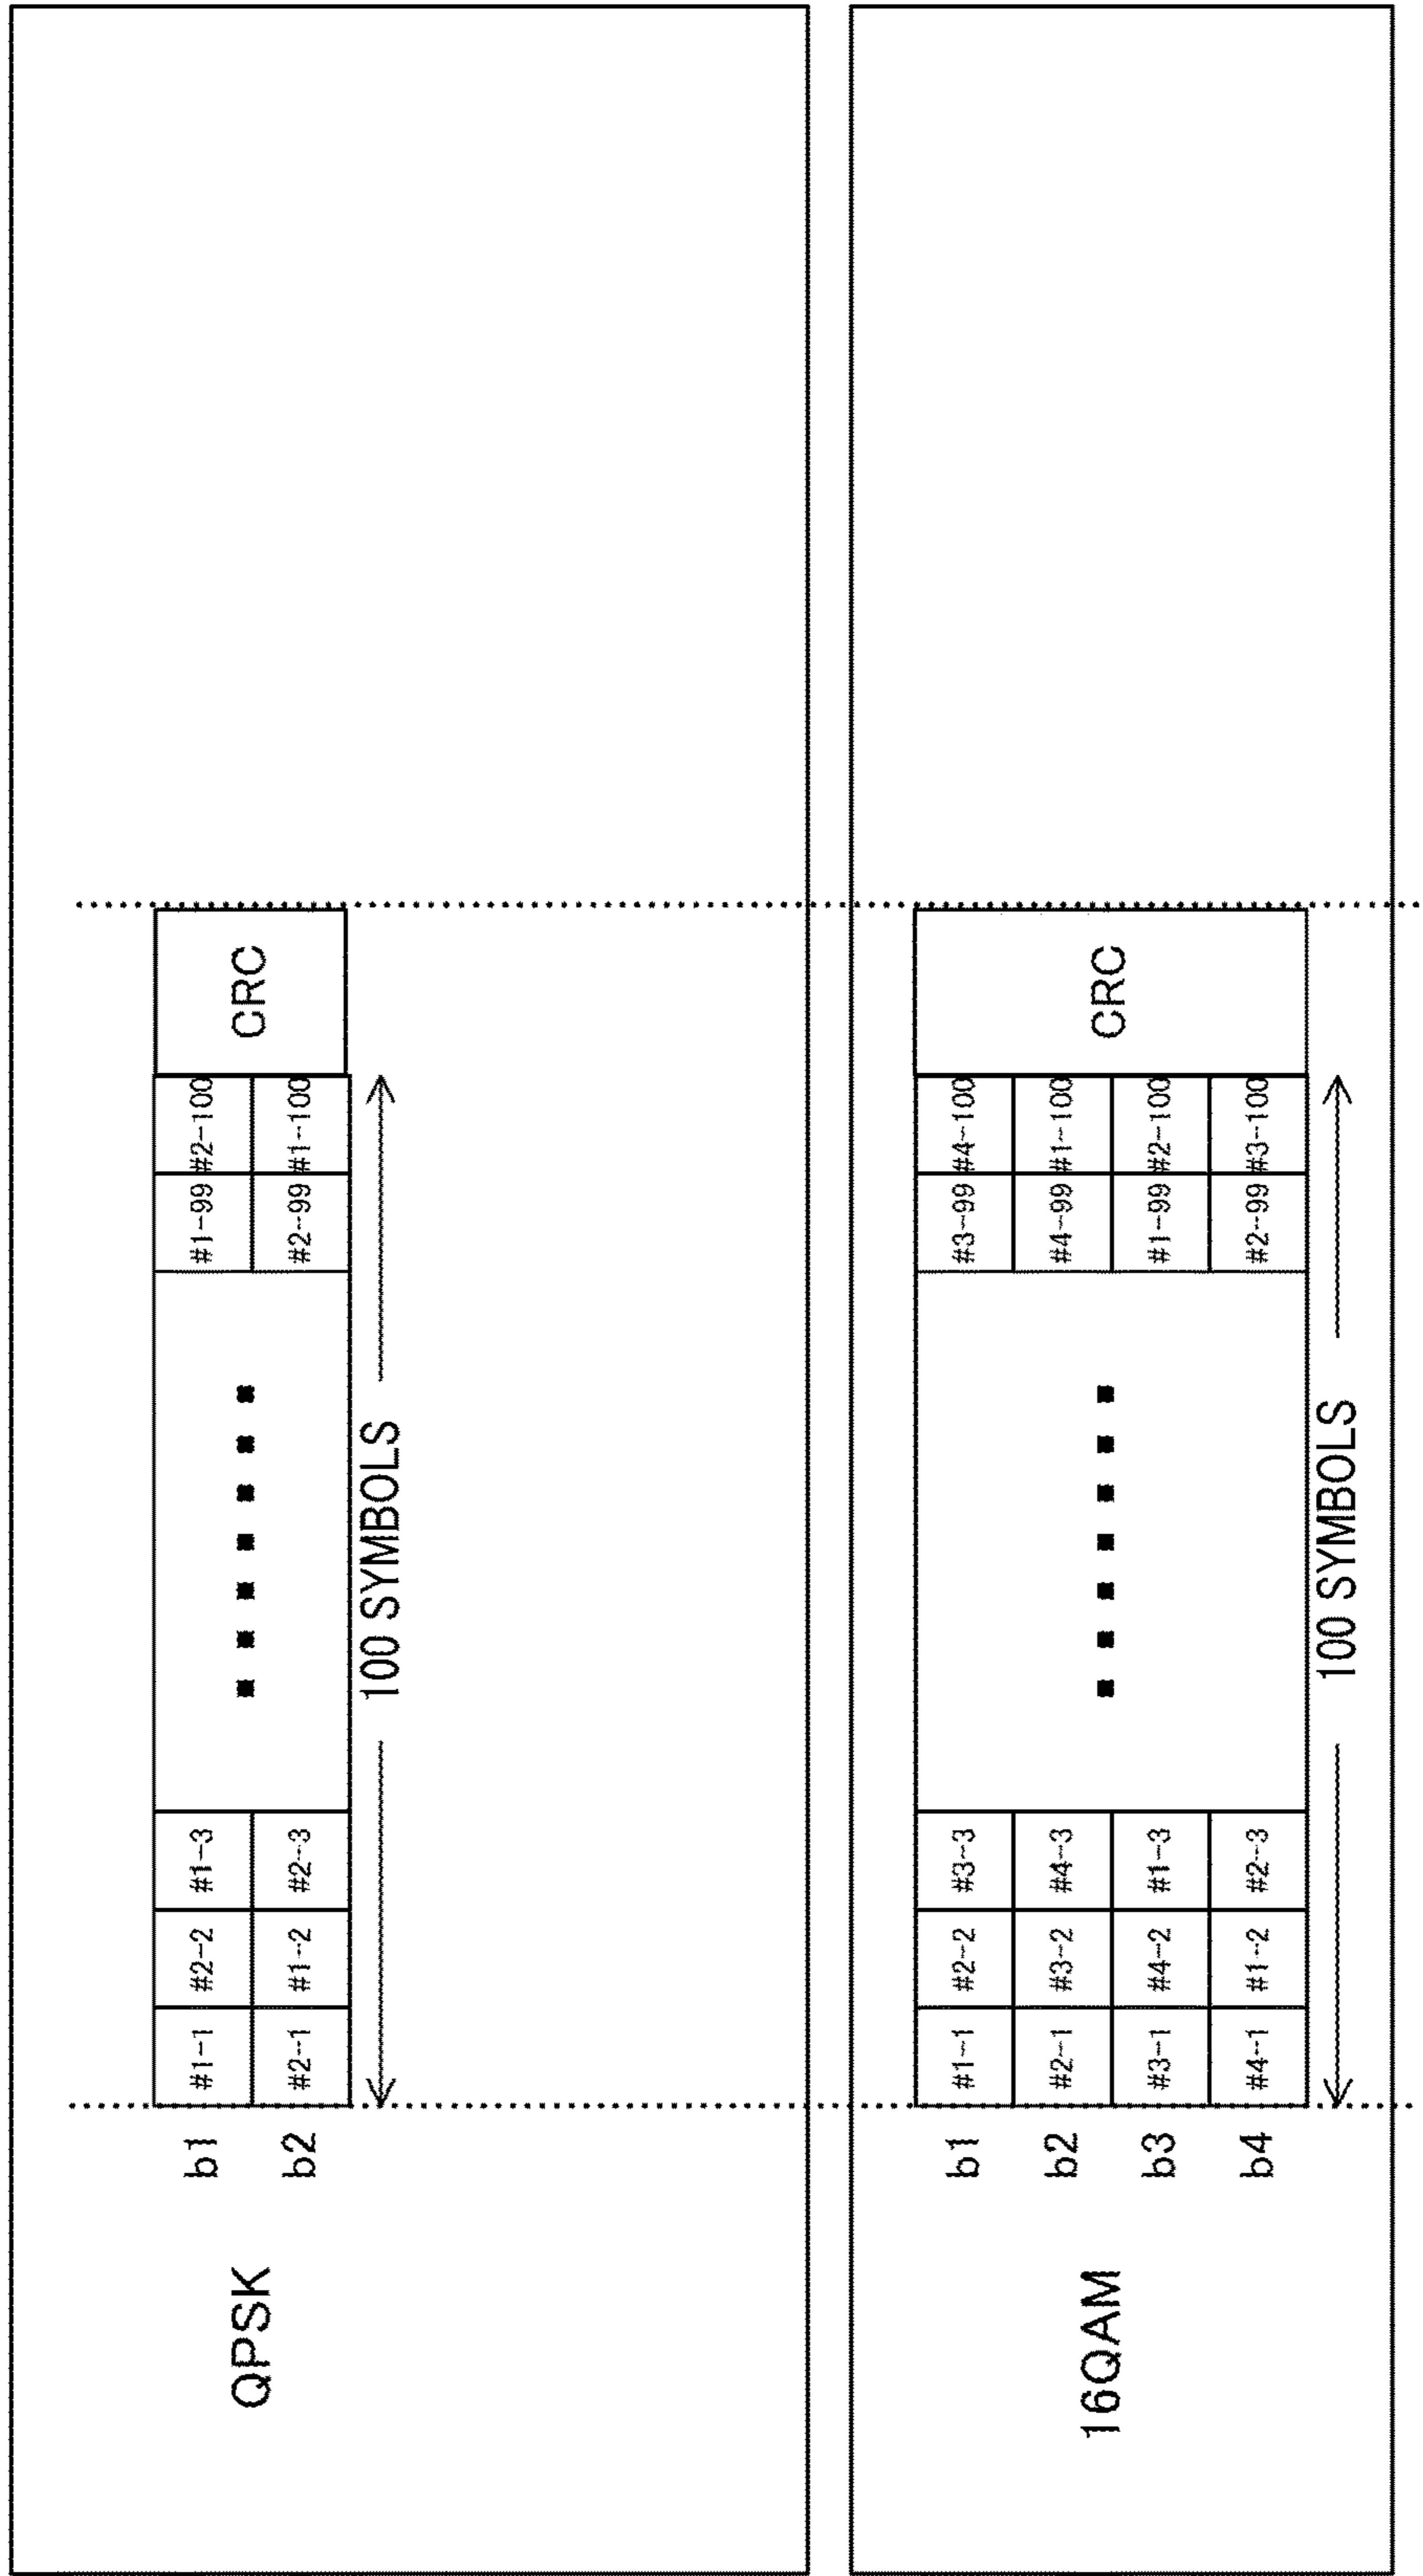 QPSK
b1 #1-1 #2-2 #1-3 #1-99 #2-100
b2 #2-1 #1-2 #2-3 #2-99 #1-100
CRC
100 SYMBOLS
16QAM
b1 #1-1 #2-2 #3-3 #3-99 #4-100
b2 #2-1 #3-2 #4-3 #4-99 #1-100
b3 #3-1 #4-2 #1-3 #1-99 #2-100
b4 #4-1 #1-2 #2-3 #2-99 #3-100
CRC
100 SYMBOLS